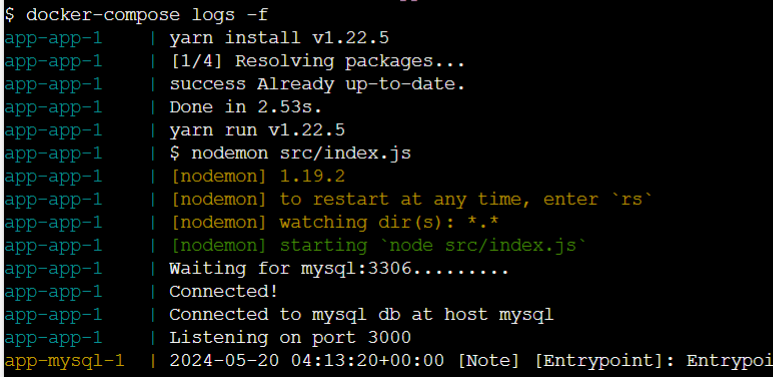 $ docker-compose logs -f
app-app-1    | yarn install v1.22.5
app-app-1    | [1/4] Resolving packages...
app-app-1    | success Already up-to-date.
app-app-1    | Done in 2.53s.
app-app-1    | yarn run v1.22.5
app-app-1    | $ nodemon src/index.js
app-app-1    | [nodemon] 1.19.2
app-app-1    | [nodemon] to restart at any time, enter `rs`
app-app-1    | [nodemon] watching dir(s): *.*
app-app-1    | [nodemon] starting `node src/index.js`
app-app-1    | Waiting for mysql:3306.........
app-app-1    | Connected!
app-app-1    | Connected to mysql db at host mysql
app-app-1    | Listening on port 3000
app-mysql-1  | 2024-05-20 04:13:20+00:00 [Note] [Entrypoint]: Entrypoi